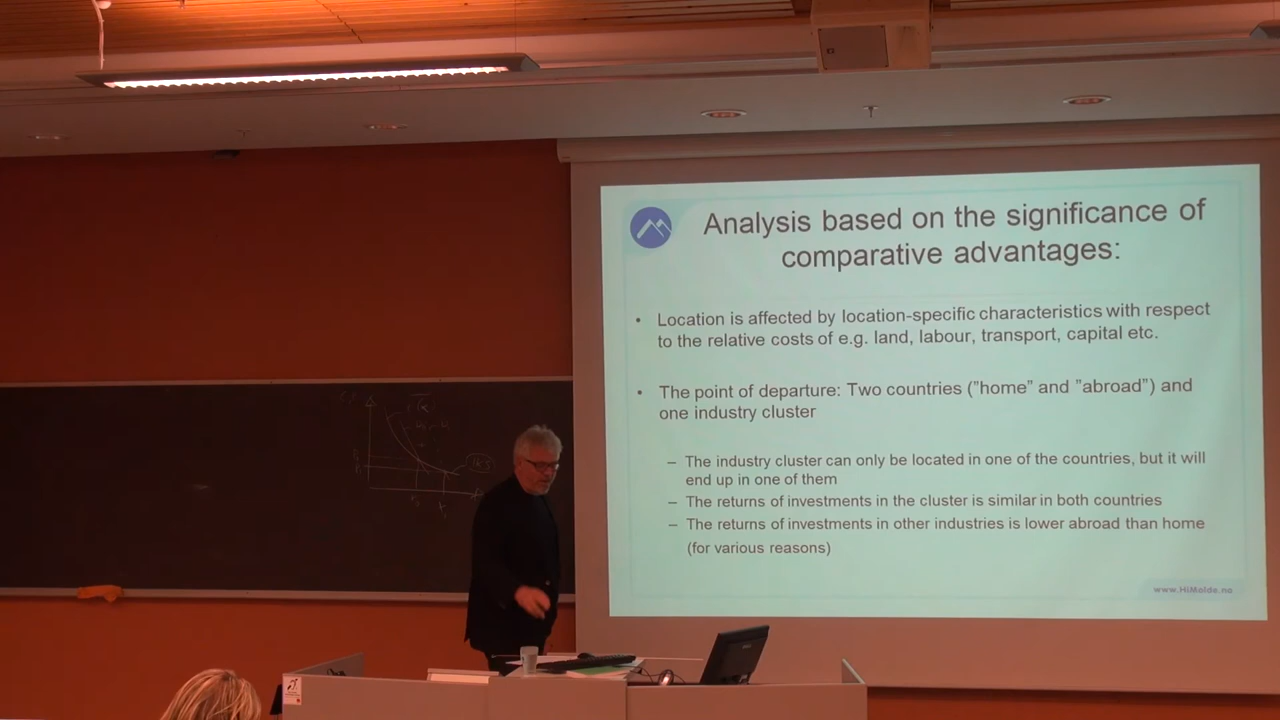 Analysis based on the significance of
comparative advantages:
• Location is affected by location-specific characteristics with respect
to the relative costs of e.g. land, labour, transport, capital etc.
• The point of departure: Two countries ("home" and "abroad") and
one industry cluster
– The industry cluster can only be located in one of the countries, but it will
end up in one of them
– The returns of investments in the cluster is similar in both countries
– The returns of investments in other industries is lower abroad than home
(for various reasons)
www.HiMolde.no